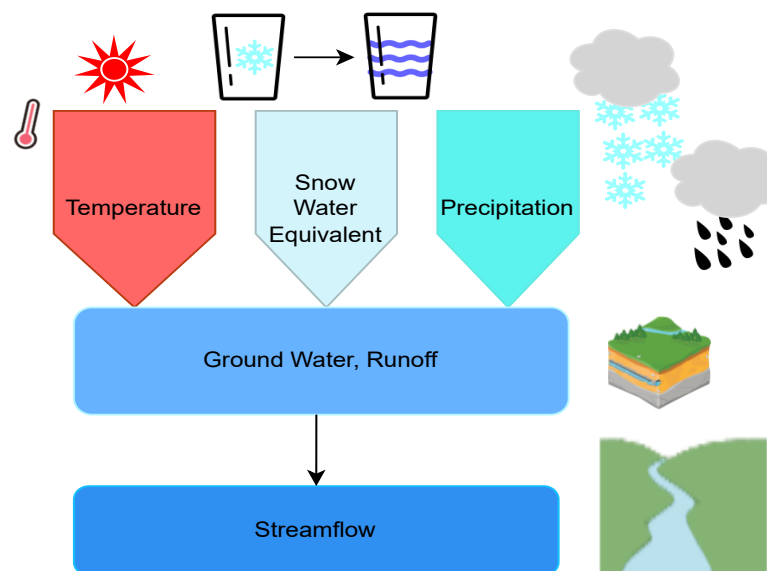 Temperature
Snow
Water
Equivalent
Precipitation
Ground Water, Runoff
Streamflow